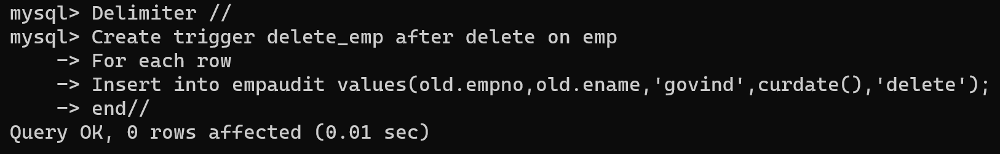 mysql> Delimiter //
mysql> Create trigger delete_emp after delete on emp
    -> For each row
    -> Insert into empaudit values(old.empno,old.ename,'govind',curdate(),'delete');
    -> end//
Query OK, 0 rows affected (0.01 sec)